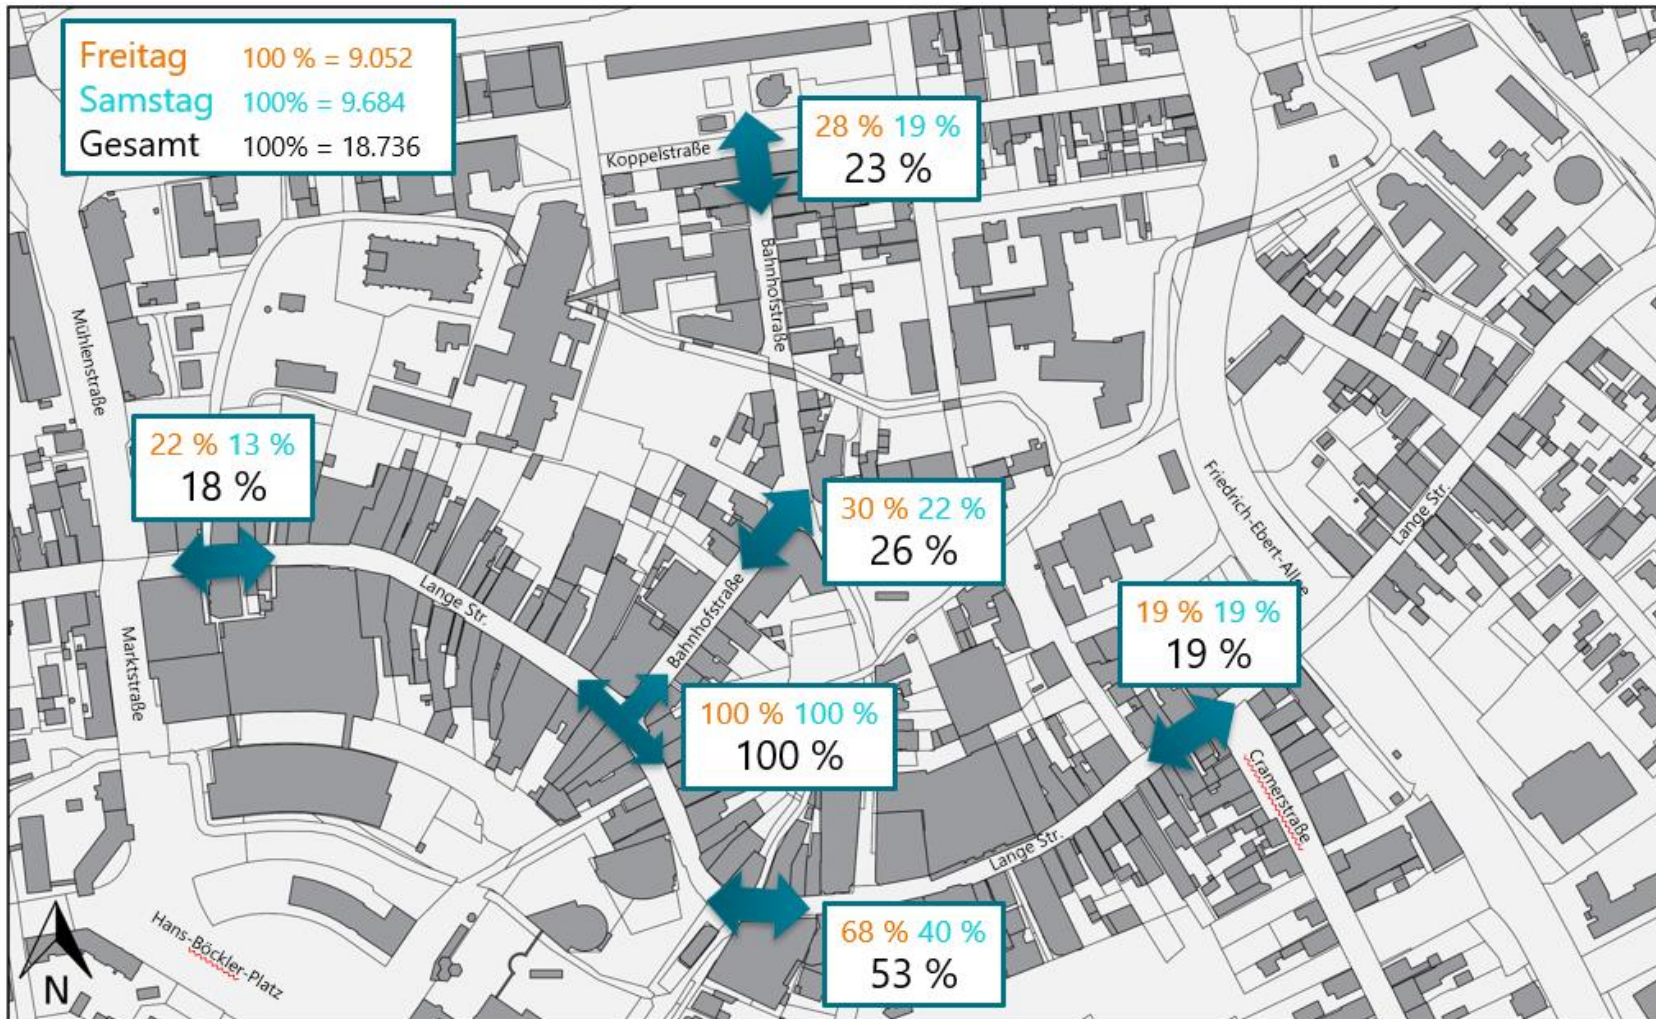 Freitag 100 % = 9.052
Samstag 100% = 9.684
Gesamt 100% = 18.736
28 % 19 %
23 %
Koppelstraße
Bahnhofstraße
Mühlenstraße
22 % 13 %
18 %
30 % 22 %
26 %
Friedrich-Ebert-Allee
Lange Str.
Lange Str.
Bahnhofstraße
19 % 19 %
19 %
Marktstraße
100 % 100 %
100 %
Cramerstraße
Lange Str.
68 % 40 %
53 %
Hans-Böckler-Platz
N